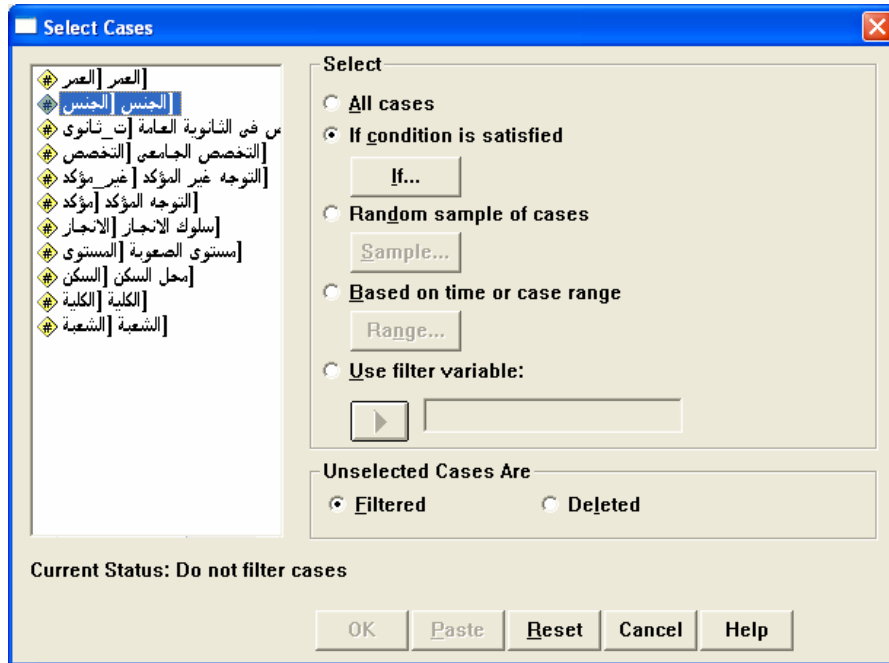 Select Cases
العمر [العمر]
الجنس [الجنس]
ص فى الثانوية العامة [ت_ثانوى
التخصص الجامعى [التخصص]
التوجه غير المؤكد [غير_مؤكد]
التوجه المؤكد [مؤكد]
سلوك الانجاز [الانجاز]
مستوى الصعوبة [المستوى]
محل السكن [السكن]
الكلية [الكلية]
الشعبة [الشعبة]
Select
All cases
If condition is satisfied
If...
Random sample of cases
Sample...
Based on time or case range
Range...
Use filter variable:
Unselected Cases Are
Filtered
Deleted
Current Status: Do not filter cases
OK
Paste
Reset
Cancel
Help